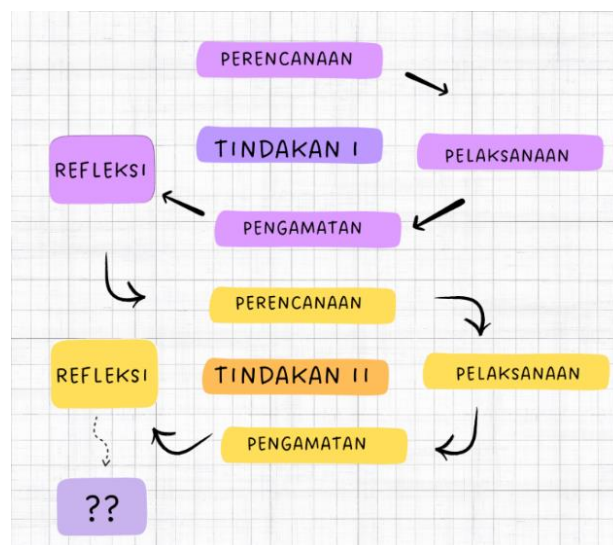 PERENCANAAN
TINDAKAN I
PELAKSANAAN
REFLEKSI
PENGAMATAN
PERENCANAAN
REFLEKSI
TINDAKAN II
PELAKSANAAN
PENGAMATAN
??